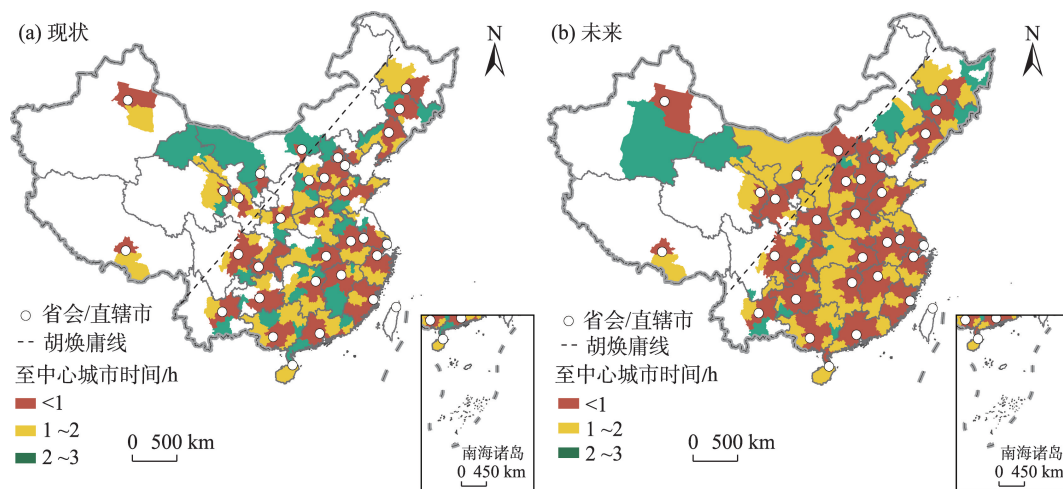 (a) 现状
N
省会/直辖市
胡焕庸线
至中心城市时间/h
<1
1 ~2
2 ~3
0 500 km
南海诸岛
0 450 km
(b) 未来
N
省会/直辖市
胡焕庸线
至中心城市时间/h
<1
1 ~2
2 ~3
0 500 km
南海诸岛
0 450 km